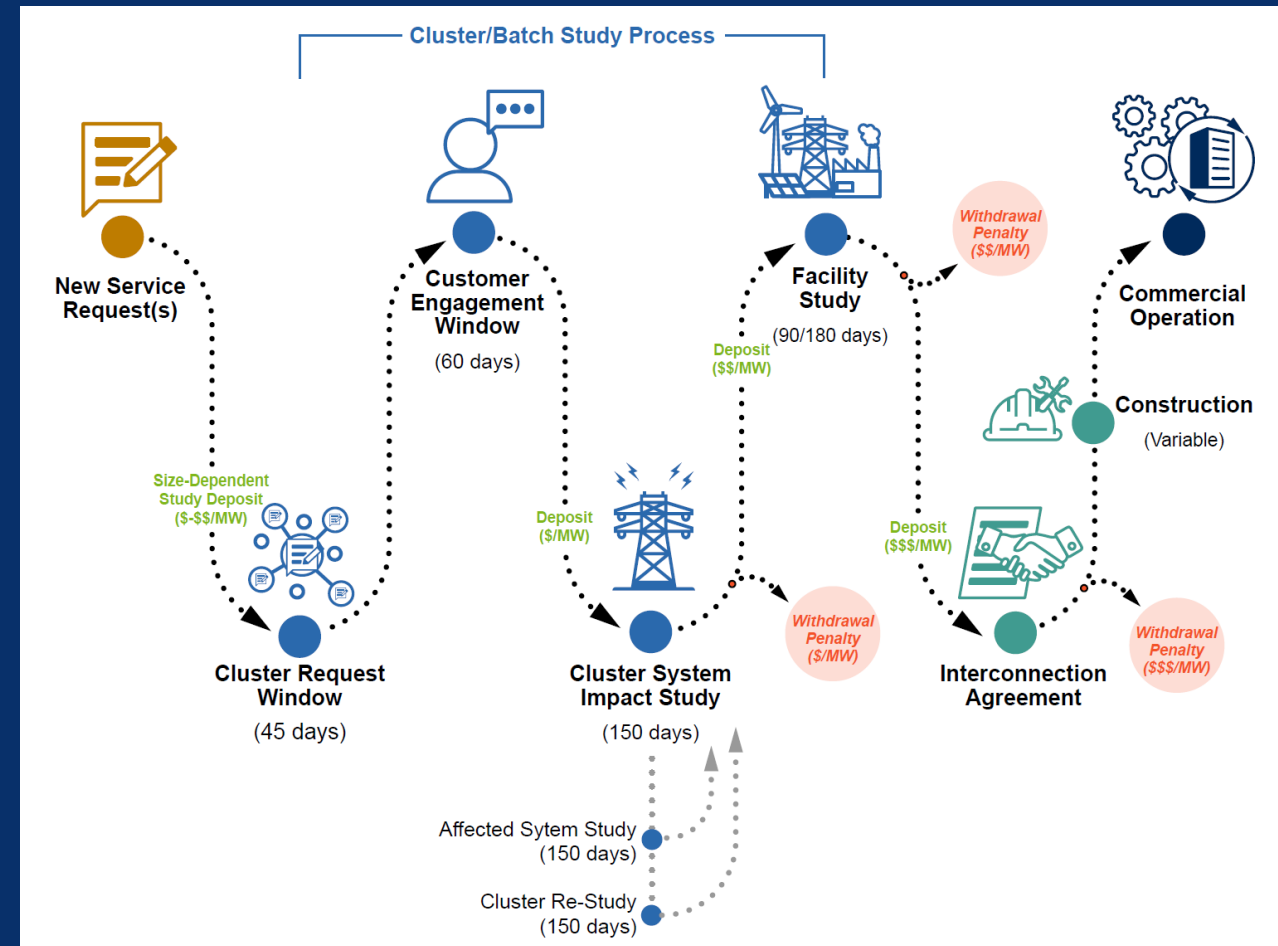 Cluster/Batch Study Process
New Service
Request(s)
Size-Dependent
Study Deposit
($-$$/MW)
Cluster Request
Window
(45 days)
Customer
Engagement
Window
(60 days)
Deposit
($/MW)
Cluster System
Impact Study
(150 days)
Affected Sytem Study
(150 days)
Cluster Re-Study
(150 days)
Withdrawal
Penalty
($/MW)
Deposit
($$/MW)
Facility
Study
(90/180 days)
Withdrawal
Penalty
($$/MW)
Deposit
($$$/MW)
Interconnection
Agreement
Withdrawal
Penalty
($$$/MW)
Construction
(Variable)
Commercial
Operation